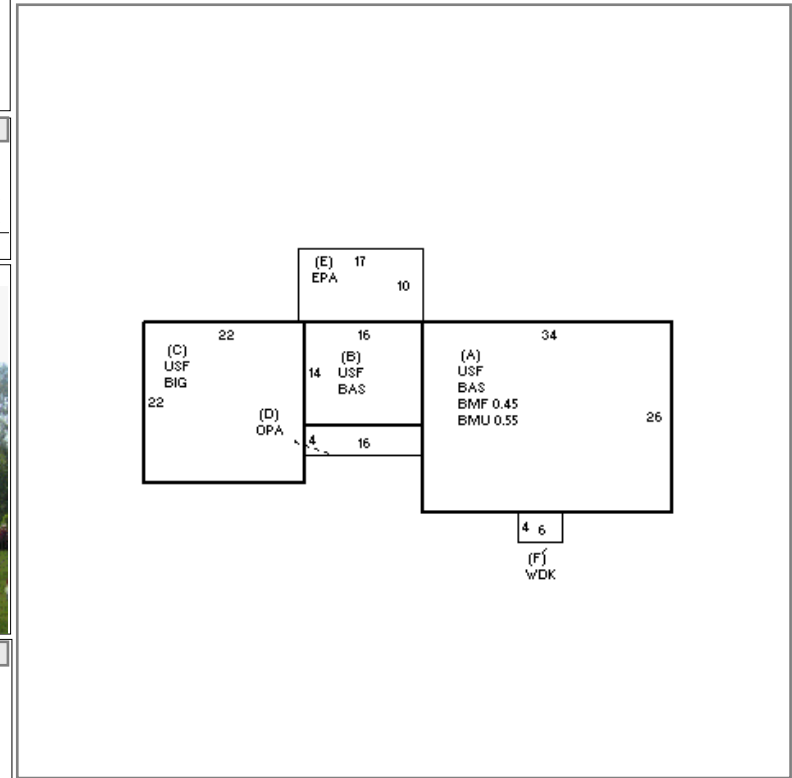 (E) 17
EPA
10
22
(C)
USF
BIG
22
16
(B)
14 USF
BAS
34
(A)
USF
BAS
BMF 0.45
BMU 0.55
26
(D)
OPA
4 16
4 6
(F)
WDK